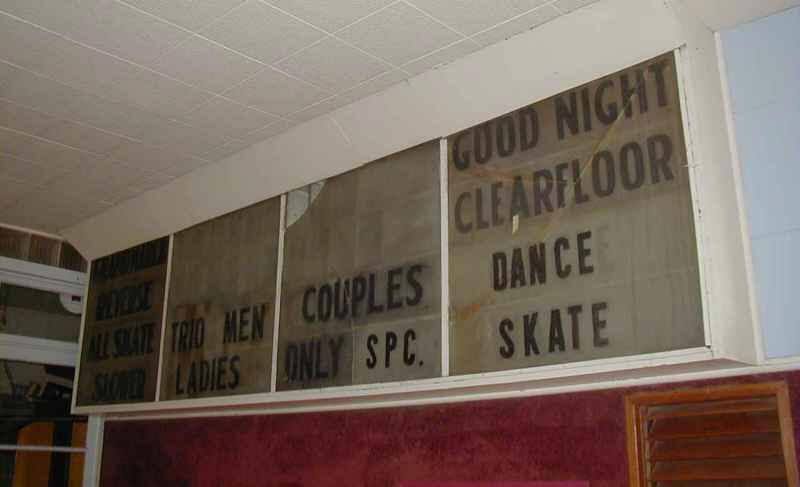 REVERSE
ALL SKATE
SLOWER
TRIO MEN
LADIES
COUPLES
ONLY SPC.
GOOD NIGHT
CLEARFLOOR
DANCE
SKATE